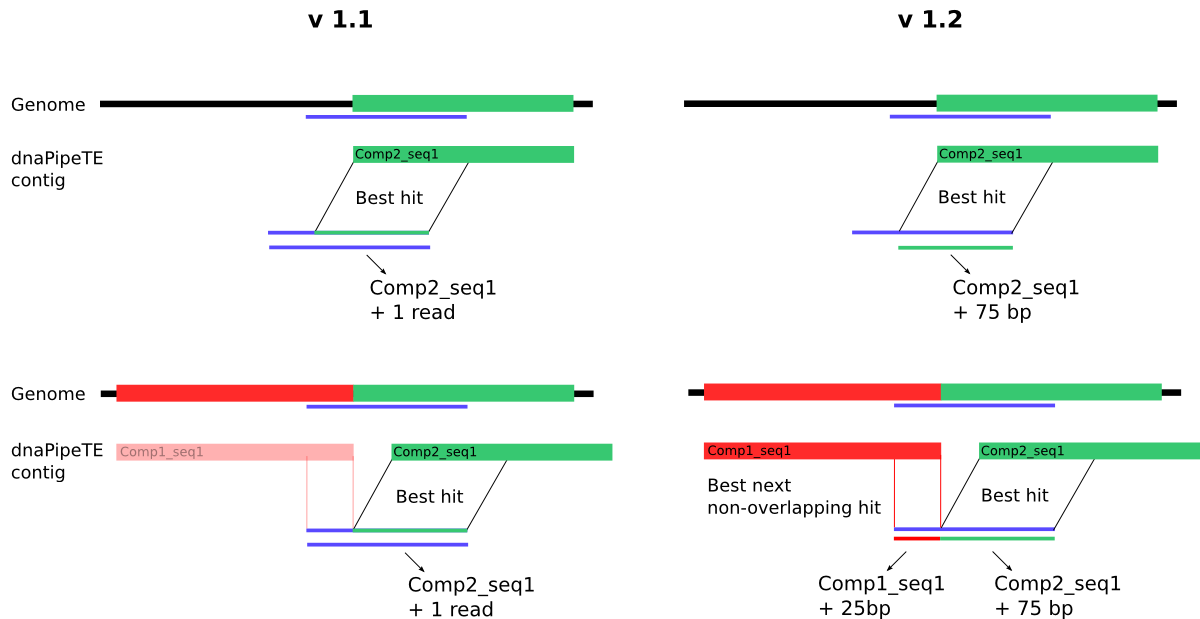 v 1.1
v 1.2
Genome
dnaPipeTE
contig
Comp2_seq1
Best hit
Comp2_seq1
+ 1 read
Comp2_seq1
Best hit
Comp2_seq1
+ 75 bp
Genome
dnaPipeTE
contig
Comp1_seq1
Comp2_seq1
Best hit
Comp2_seq1
+ 1 read
Comp1_seq1
Comp2_seq1
Best next
non-overlapping hit
Best hit
Comp1_seq1
+ 25bp
Comp2_seq1
+ 75 bp